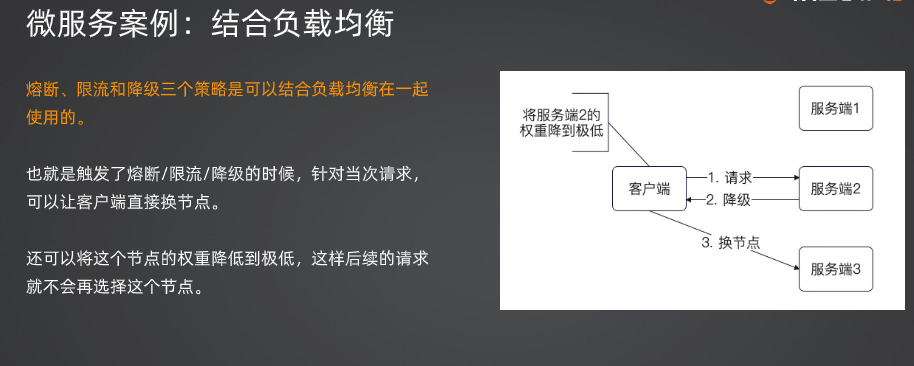 微服务案例：结合负载均衡
熔断、限流和降级三个策略是可以结合负载均衡在一起
使用的。
也就是触发了熔断/限流/降级的时候，针对当次请求，
可以让客户端直接换节点。
还可以将这个节点的权重降低到极低，这样后续的请求
就不会再选择这个节点。
将服务端2的
权重降到极低
服务端1
客户端
1. 请求
2. 降级
服务端2
3. 换节点
服务端3